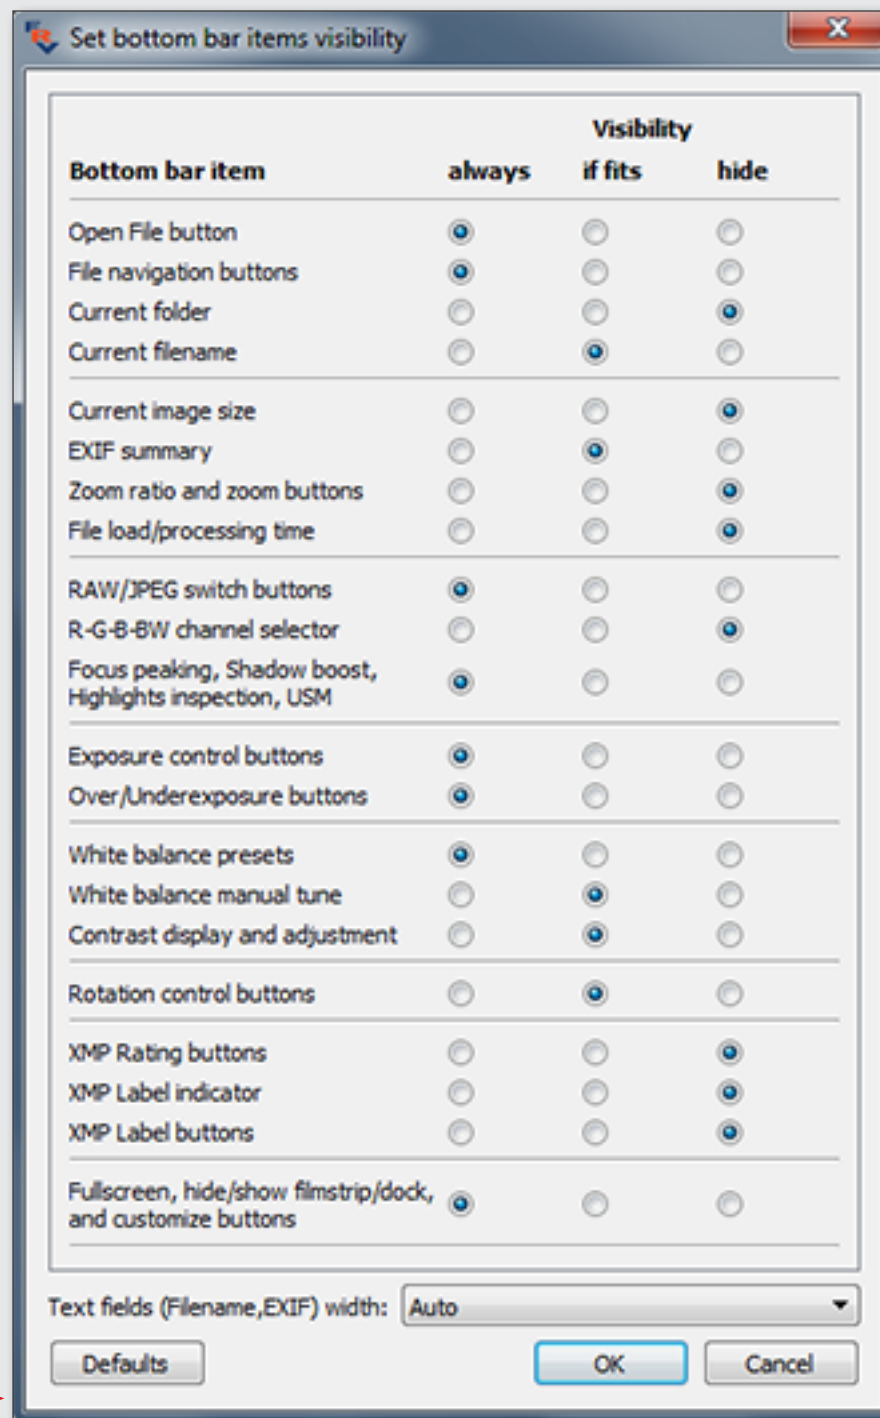 Set bottom bar items visibility
Visibility
Bottom bar item always if fits hide
Open File button
File navigation buttons
Current folder
Current filename
Current image size
EXIF summary
Zoom ratio and zoom buttons
File load/processing time
RAW/JPEG switch buttons
R-G-B-BW channel selector
Focus peaking, Shadow boost,
Highlights inspection, USM
Exposure control buttons
Over/Underexposure buttons
White balance presets
White balance manual tune
Contrast display and adjustment
Rotation control buttons
XMP Rating buttons
XMP Label indicator
XMP Label buttons
Fullscreen, hide/show filmstrip/dock,
and customize buttons
Text fields (Filename,EXIF) width: Auto
Defaults OK Cancel